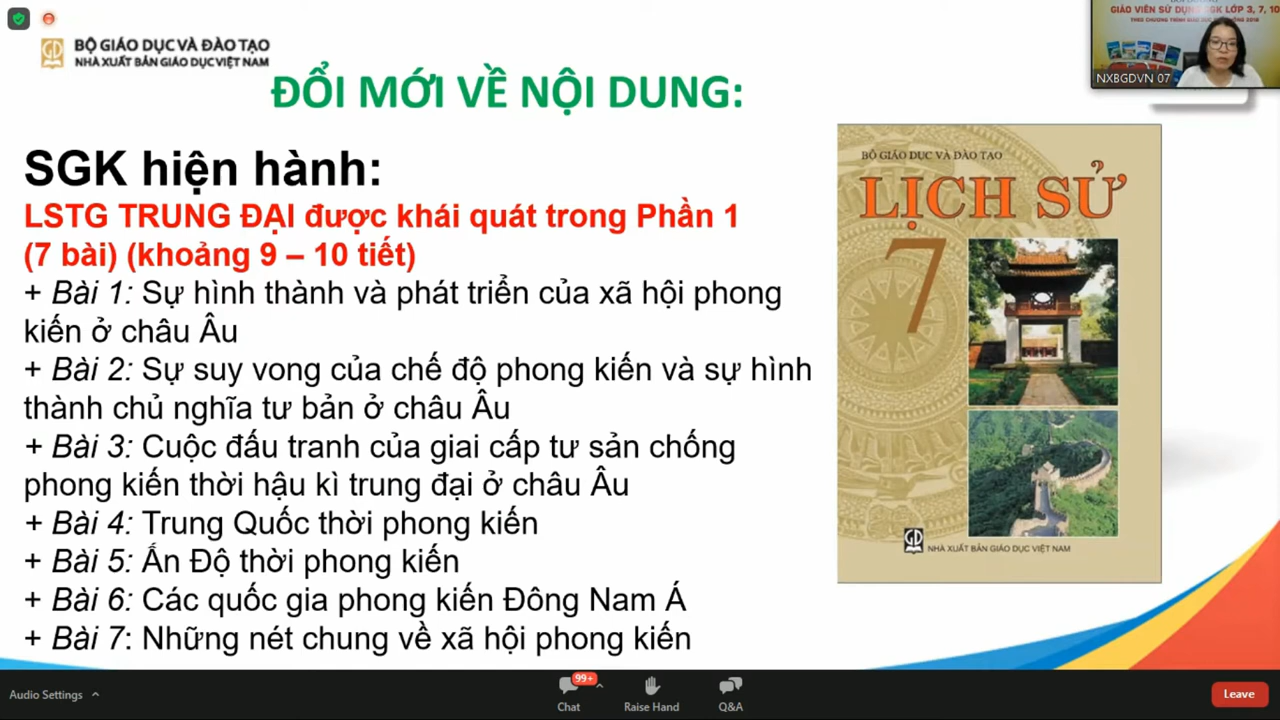 GIÁO VIÊN SỬ DỤNG SGK LỚP 3, 7, 10
BỘ GIÁO DỤC VÀ ĐÀO TẠO
NHÀ XUẤT BẢN GIÁO DỤC VIỆT NAM
NXBGDVN 07
ĐỔI MỚI VỀ NỘI DUNG:
SGK hiện hành:
LSTG TRUNG ĐẠI được khái quát trong Phần 1
(7 bài) (khoảng 9 – 10 tiết)
+ Bài 1: Sự hình thành và phát triển của xã hội phong
kiến ở châu Âu
+ Bài 2: Sự suy vong của chế độ phong kiến và sự hình
thành chủ nghĩa tư bản ở châu Âu
+ Bài 3: Cuộc đấu tranh của giai cấp tư sản chống
phong kiến thời hậu kì trung đại ở châu Âu
+ Bài 4: Trung Quốc thời phong kiến
+ Bài 5: Ấn Độ thời phong kiến
+ Bài 6: Các quốc gia phong kiến Đông Nam Á
+ Bài 7: Những nét chung về xã hội phong kiến
BỘ GIÁO DỤC VÀ ĐÀO TẠO
LỊCH SỬ
7
GD
NHÀ XUẤT BẢN GIÁO DỤC VIỆT NAM
Audio Settings
99+
Chat
Raise Hand
Q&A
Leave